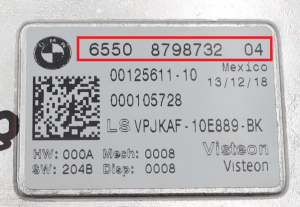 BMW
6550 8798732 04
00125611-10 Mexico
13/12/18
000105728
LS VPJKAF-10E889-BK
HW: 000A Mech: 0008 Visteon
SW: 204B Disp: 0008 Visteon